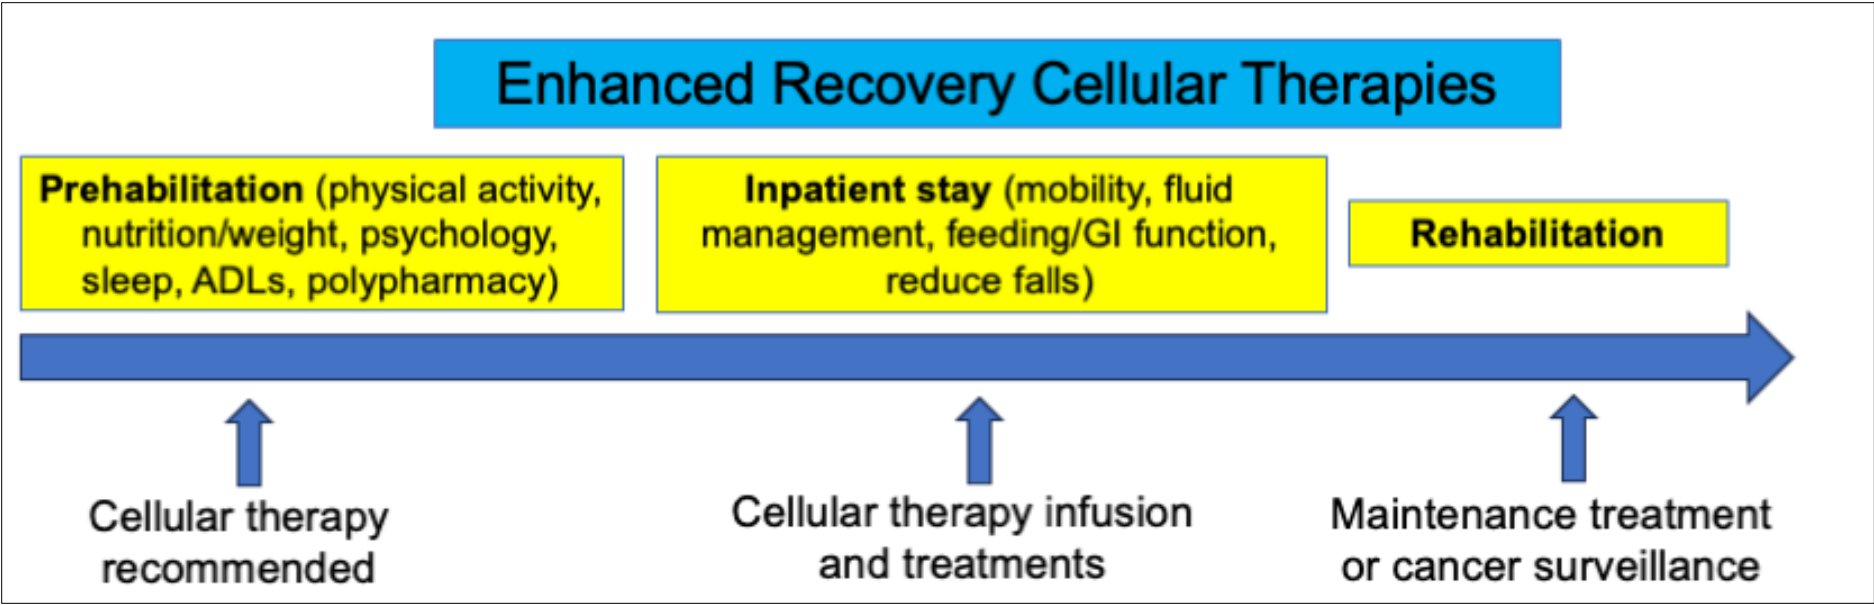 Enhanced Recovery Cellular Therapies
Prehabilitation (physical activity,
nutrition/weight, psychology,
sleep, ADLs, polypharmacy)
Inpatient stay (mobility, fluid
management, feeding/GI function,
reduce falls)
Rehabilitation
Cellular therapy
recommended
Cellular therapy infusion
and treatments
Maintenance treatment
or cancer surveillance